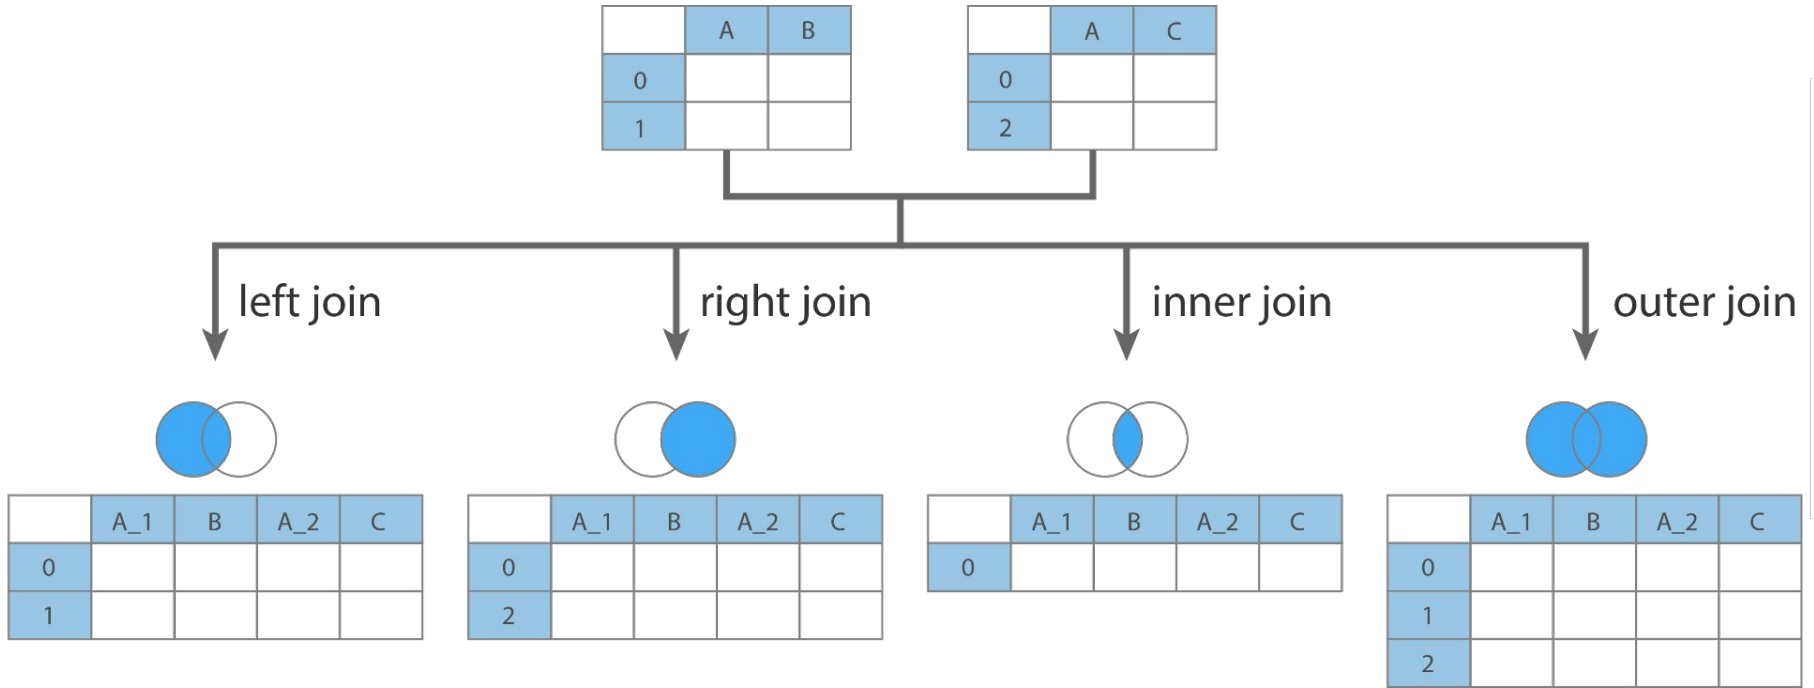 A B
0
1
A C
0
2
left join
right join
inner join
outer join
A_1 B A_2 C
0
1
A_1 B A_2 C
0
2
A_1 B A_2 C
0
A_1 B A_2 C
0
1
2